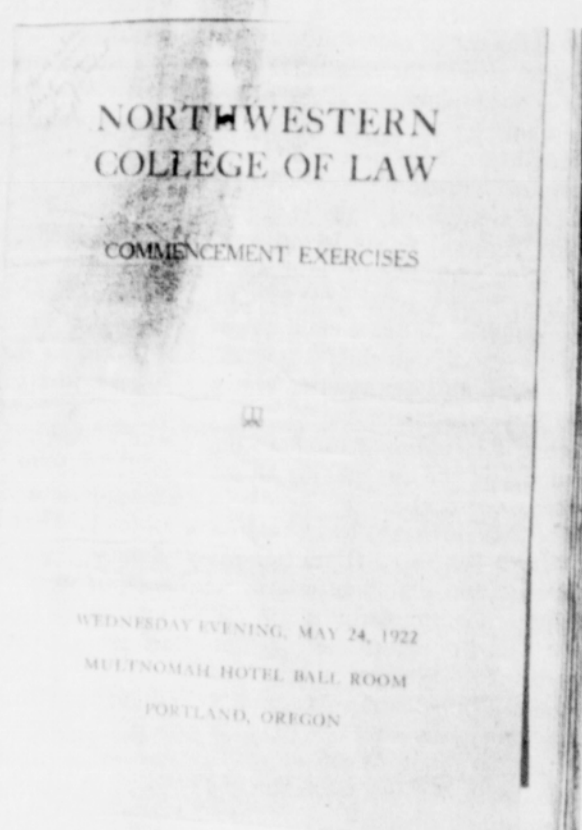 NORTHWESTERN
COLLEGE OF LAW
COMMENCEMENT EXERCISES
WEDNESDAY EVENING, MAY 24, 1922
MULTNOMAH HOTEL BALL ROOM
PORTLAND, OREGON